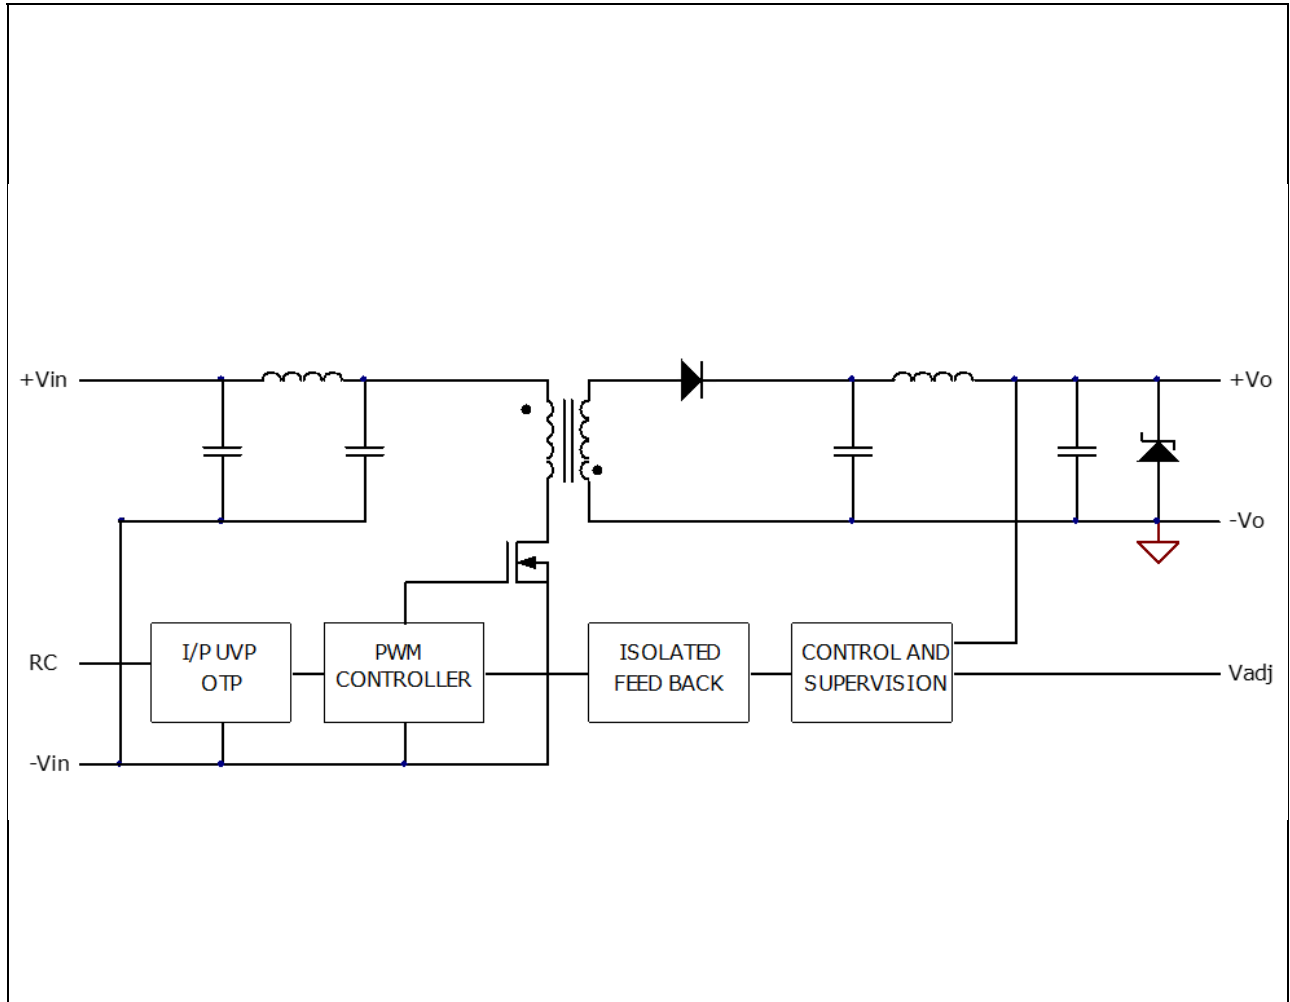 +Vin
+Vo
-Vo
RC
I/P UVP
OTP
PWM
CONTROLLER
ISOLATED
FEED BACK
CONTROL AND
SUPERVISION
Vadj
-Vin